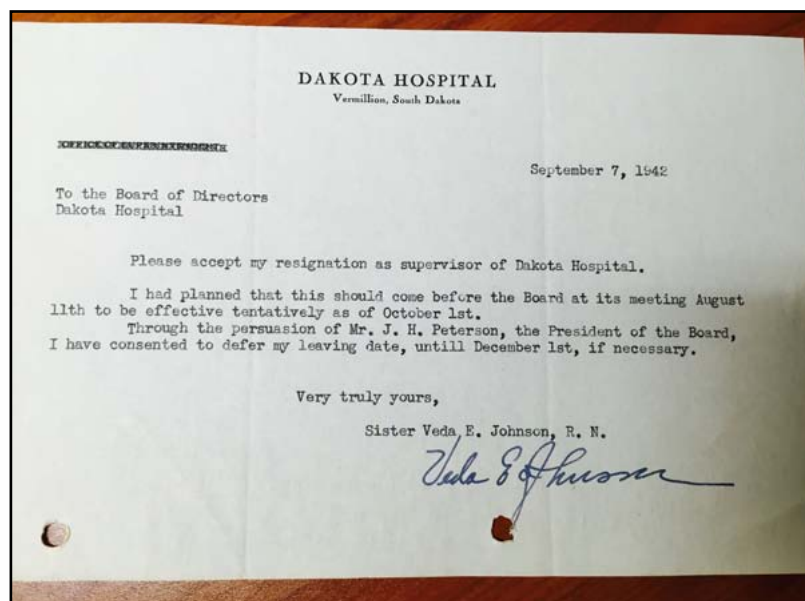 DAKOTA HOSPITAL
Vermillion, South Dakota
September 7, 1942
To the Board of Directors
Dakota Hospital
Please accept my resignation as supervisor of Dakota Hospital.
I had planned that this should come before the Board at its meeting August
11th to be effective tentatively as of October 1st.
Through the persuasion of Mr. J. H. Peterson, the President of the Board,
I have consented to defer my leaving date, untill December 1st, if necessary.
Very truly yours,
Sister Veda E. Johnson, R. N.
Veda E Johnson